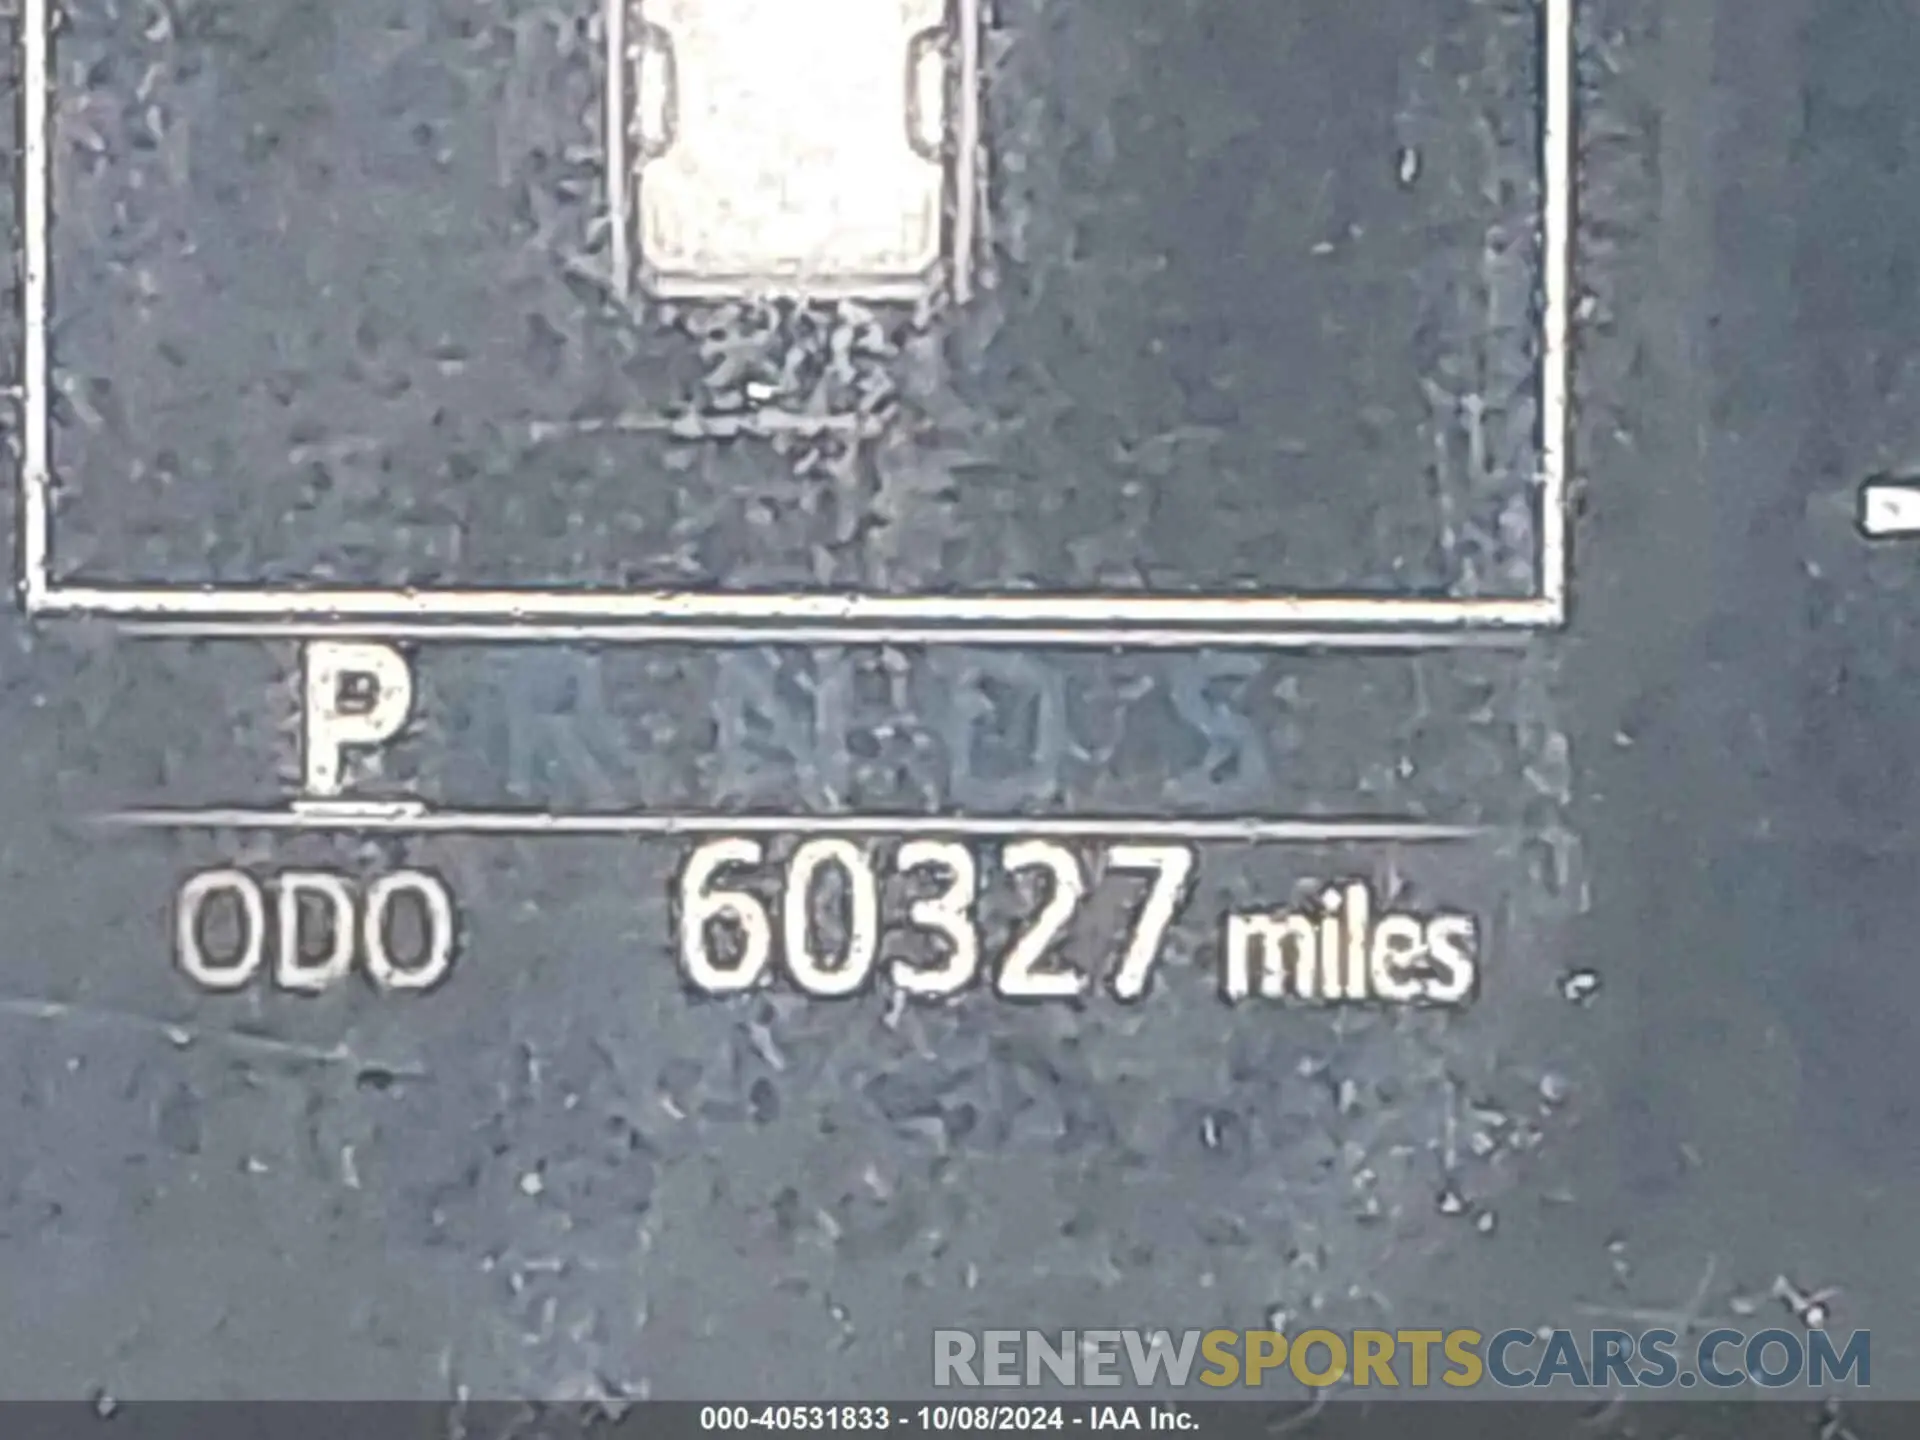 P R N D S
ODO 60327 miles
RENEWSPORTSCARS.COM
000-40531833 - 10/08/2024 - IAA Inc.